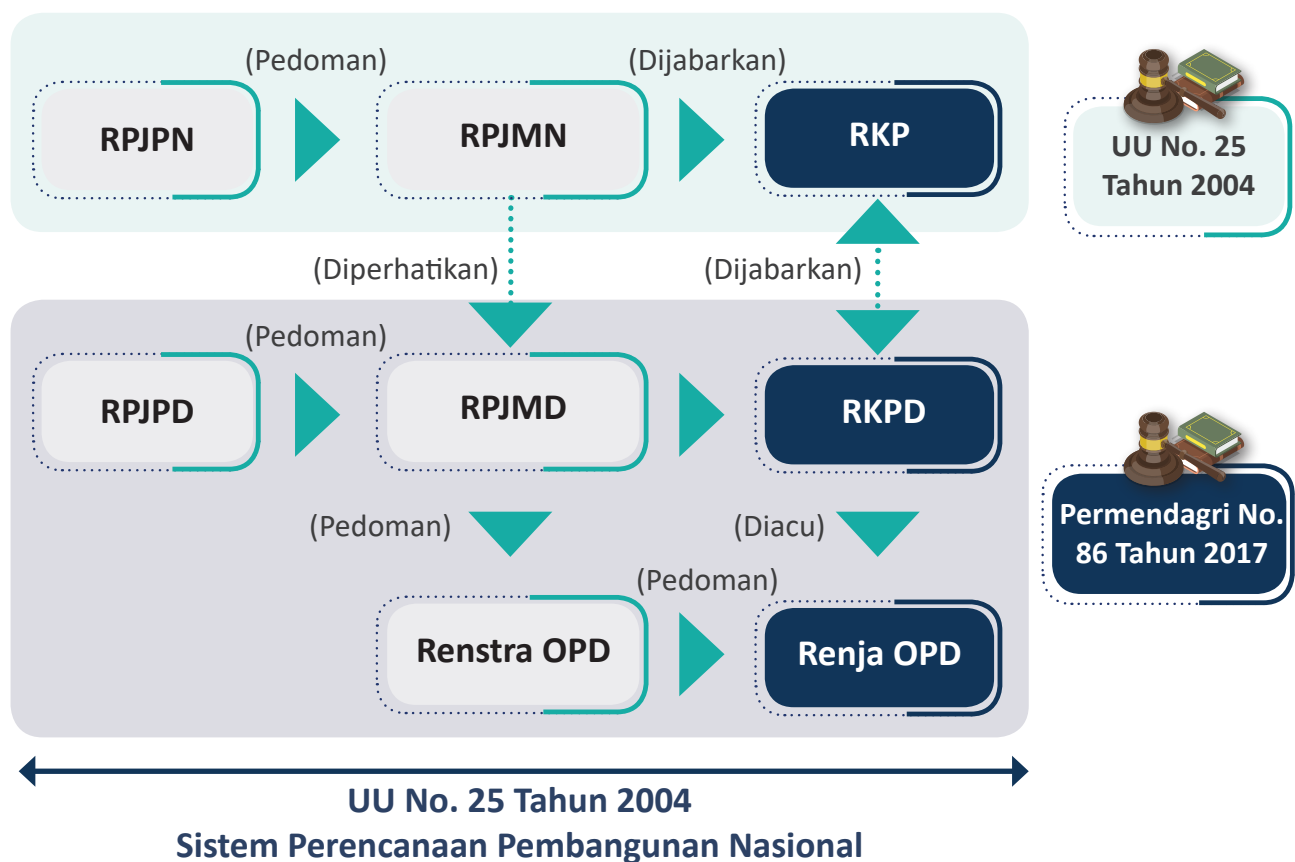 (Pedoman)
(Dijabarkan)
RPJPN
RPJMN
RKP
UU No. 25
Tahun 2004
(Diperhatikan)
(Dijabarkan)
(Pedoman)
RPJPD
RPJMD
RKPD
(Pedoman)
(Diacu)
Permendagri No.
86 Tahun 2017
(Pedoman)
Renstra OPD
Renja OPD
UU No. 25 Tahun 2004
Sistem Perencanaan Pembangunan Nasional